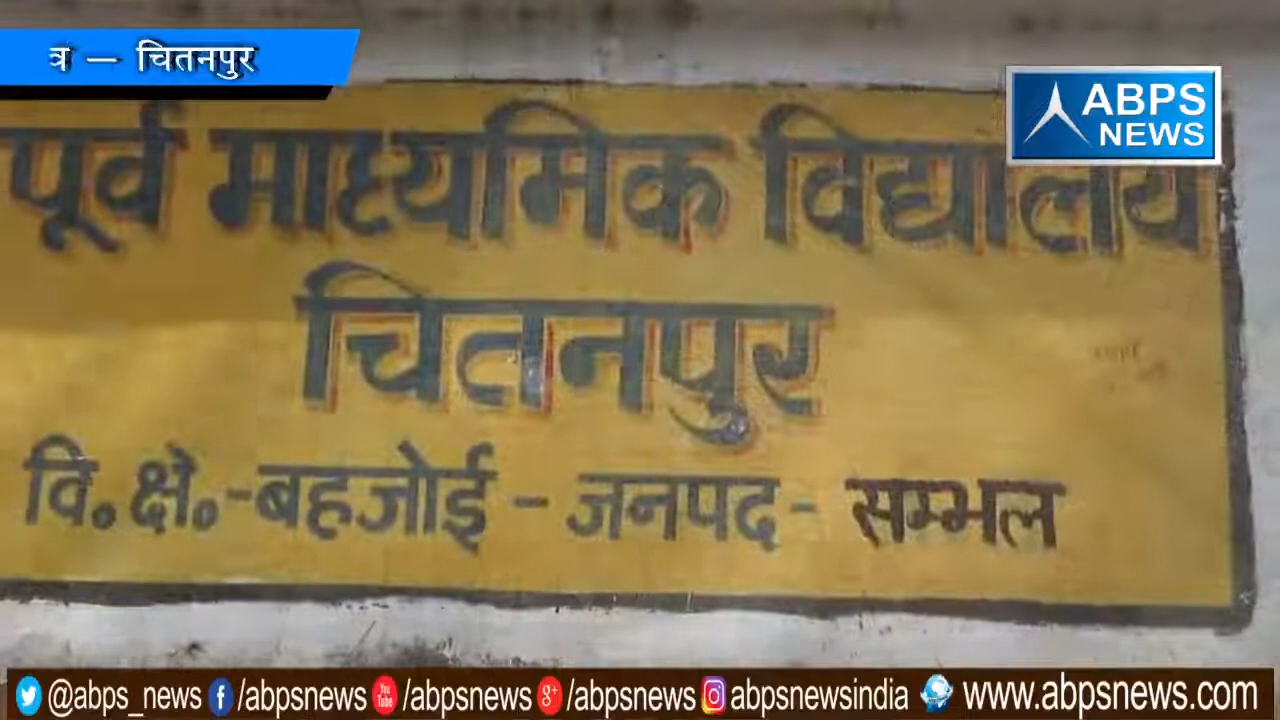 त्र — चितनपुर
ABPS
NEWS
पूर्व माध्यमिक विद्यालय
चितनपुर
वि. क्षे.-बहजोई - जनपद - सम्भल
@abps_news /abpsnews /abpsnews /abpsnews abpsnewsindia www.abpsnews.com